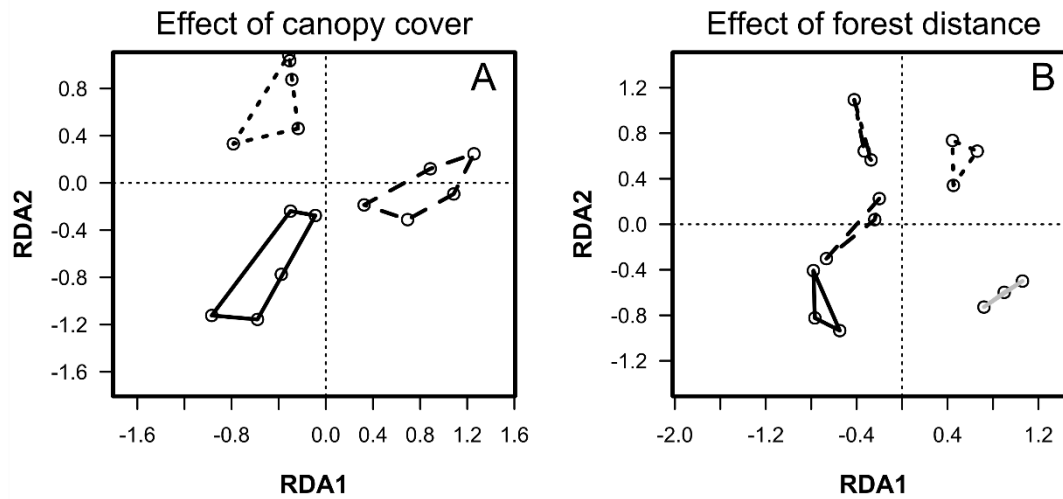 Effect of canopy cover
A
0.8
0.4
0.0
-0.4
-0.8
-1.2
-1.6
RDA2
-1.6 -0.8 0.0 0.4 0.8 1.2 1.6
RDA1
Effect of forest distance
B
1.2
0.8
0.4
0.0
-0.4
-0.8
-1.2
RDA2
-2.0 -1.2 -0.4 0.4 1.2
RDA1